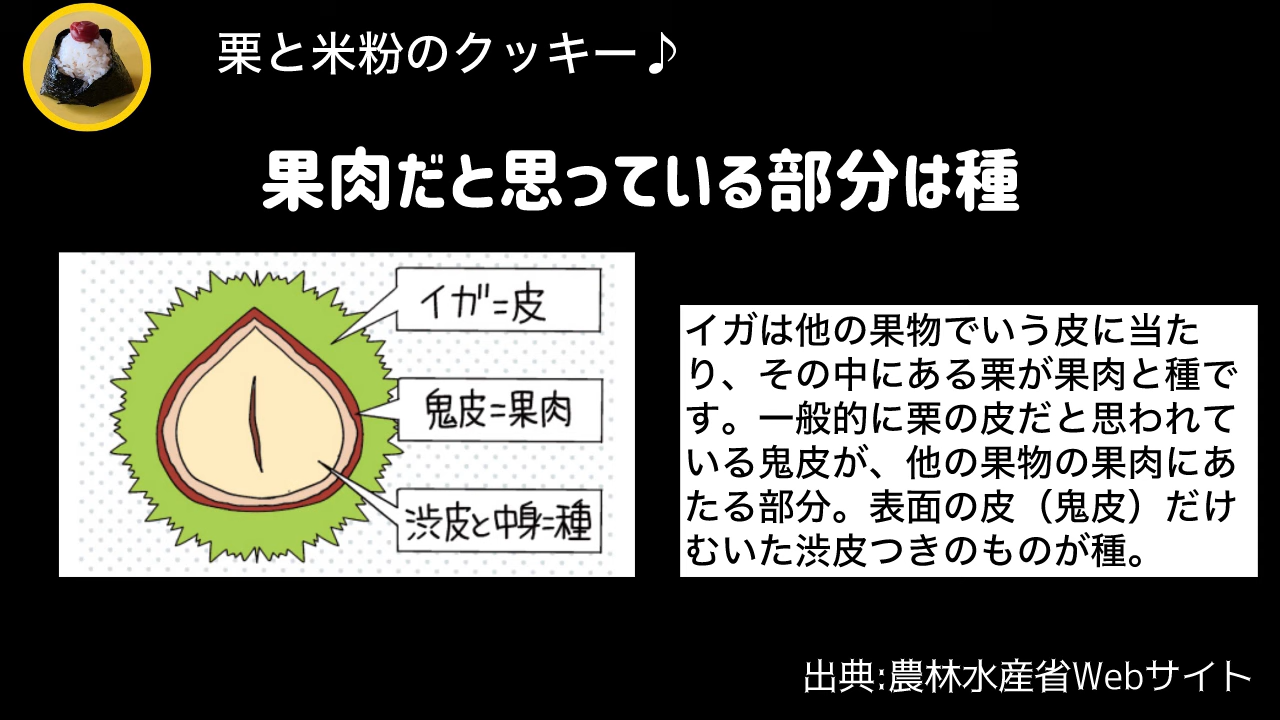 栗と米粉のクッキー♪
果肉だと思っている部分は種
イガ=皮
鬼皮=果肉
渋皮と中身=種
イガは他の果物でいう皮に当た
り、その中にある栗が果肉と種で
す。一般的に栗の皮だと思われて
いる鬼皮が、他の果物の果肉にあ
たる部分。表面の皮（鬼皮）だけ
むいた渋皮つきのものが種。
出典:農林水産省Webサイト